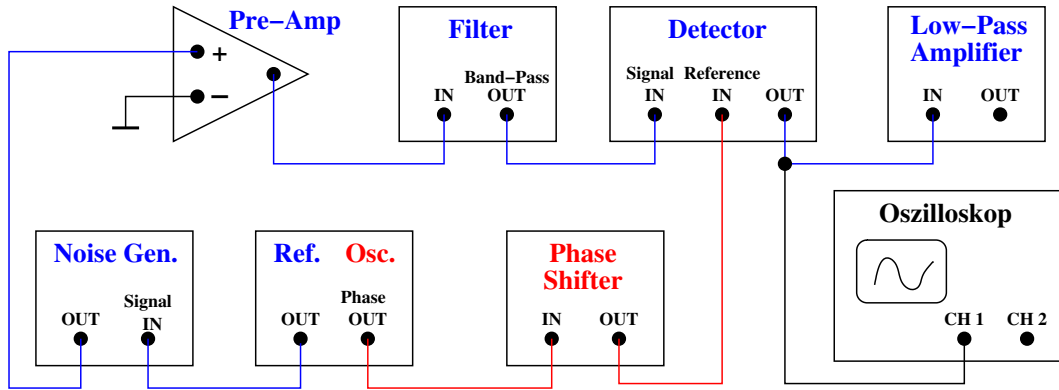 Pre-Amp
+
−
Filter
Band-Pass
IN OUT
Detector
Signal Reference
IN IN OUT
Low-Pass
Amplifier
IN OUT
Noise Gen.
Signal
OUT IN
Ref. Osc.
Phase
OUT OUT
Phase
Shifter
IN OUT
Oszilloskop
CH 1 CH 2